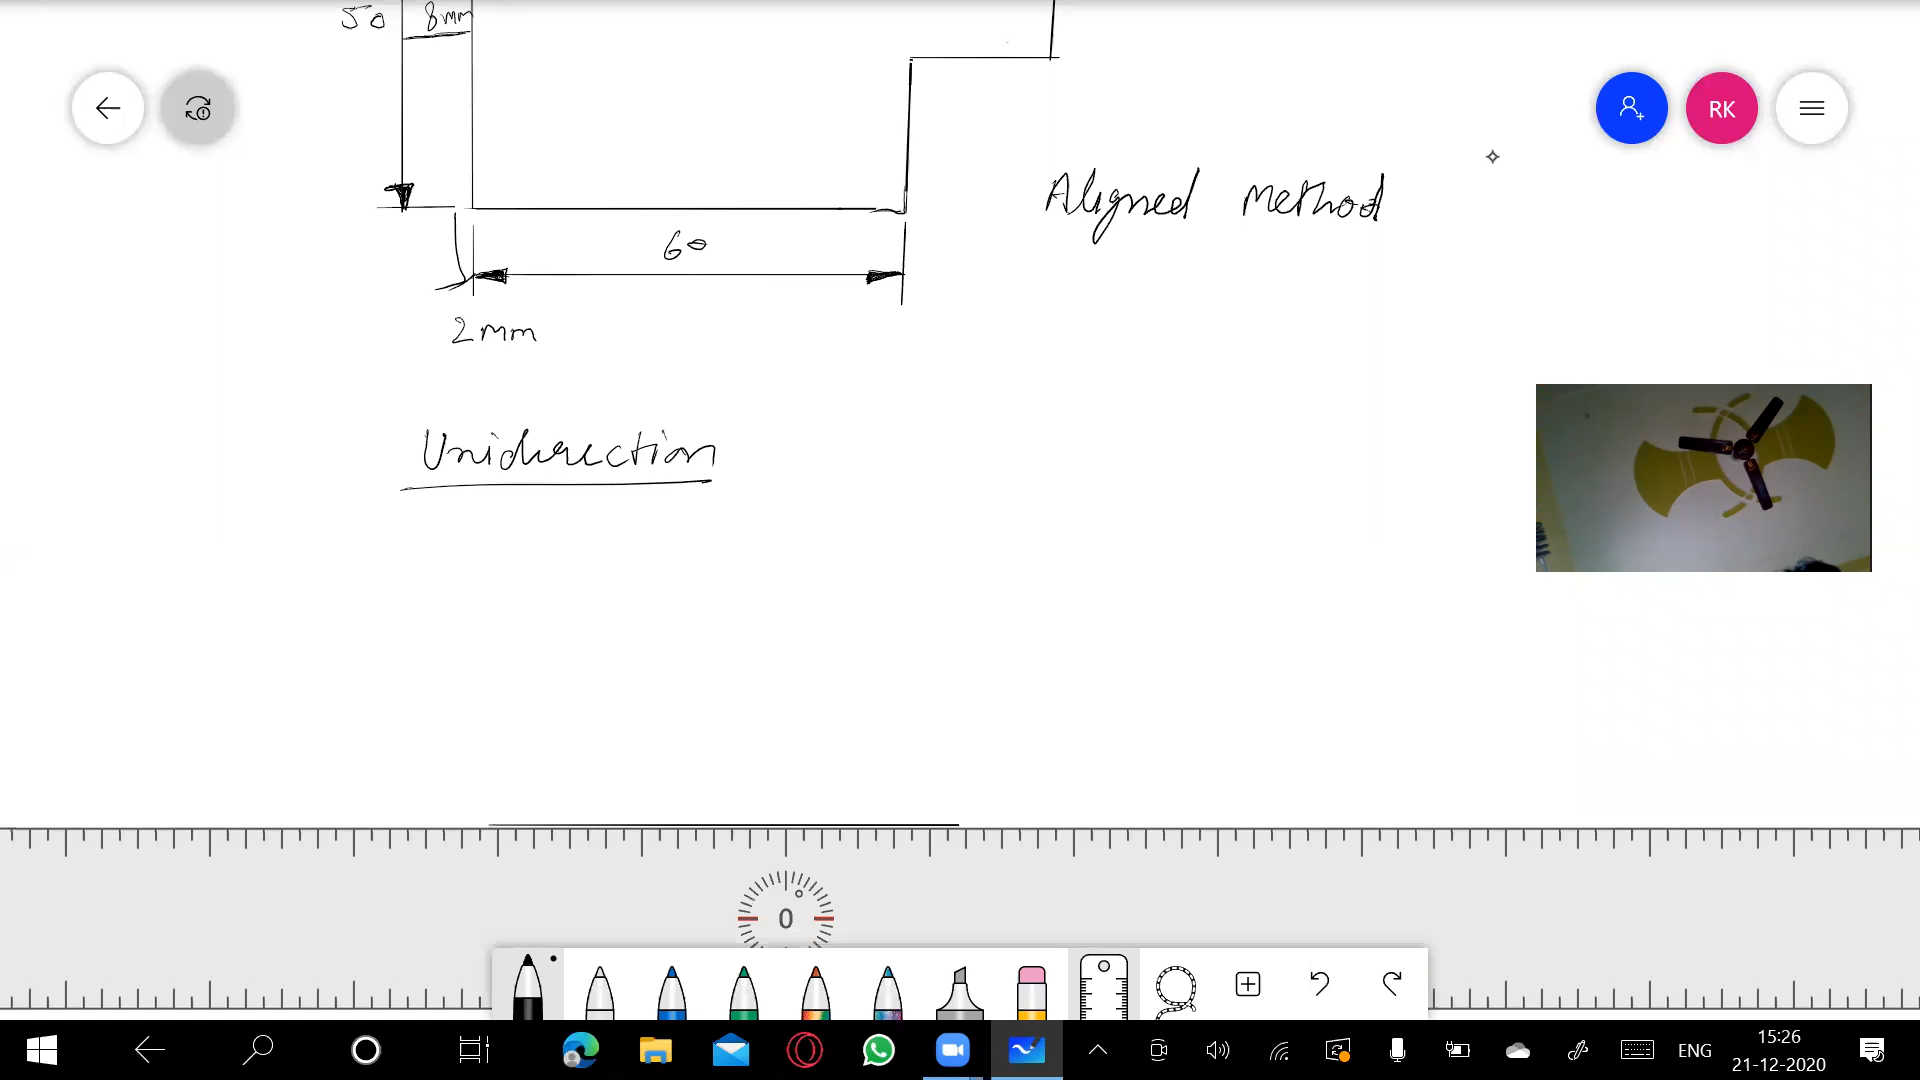 50 8mm
RK
Aligned Method
60
2mm
Unidirection
0
ENG
15:26
21-12-2020